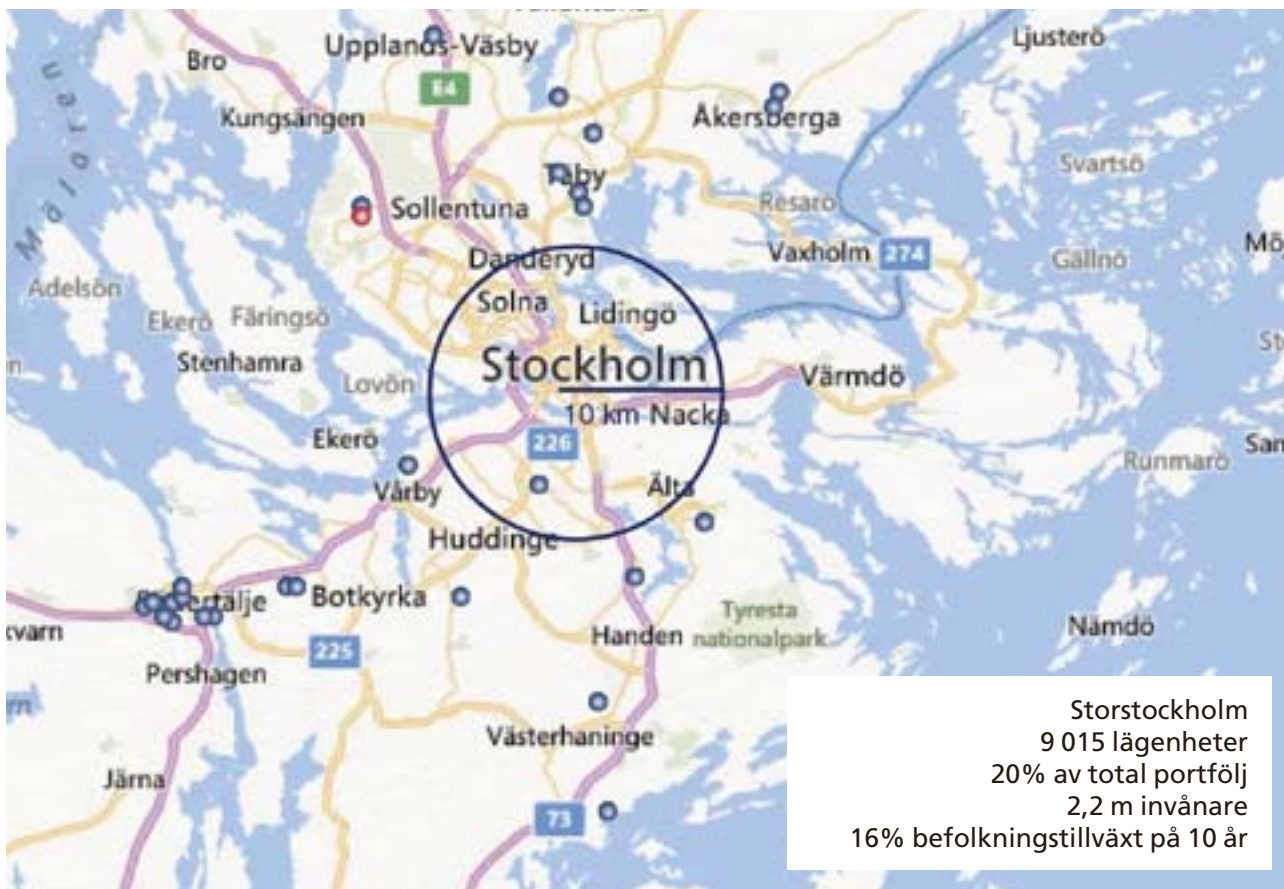 Upplands-Väsby
Ljusterö
Bro
E4
Kungsängen
Åkersberga
Mälaren
Svartsö
Täby
Resarö
Sollentuna
Vaxholm
274
Gällnö
Danderyd
Adelsön
Solna
Lidingö
Ekerö
Färingsö
Stenhamra
Stockholm
Lovön
Värmdö
10 km Nacka
Ekerö
226
Runmarö
Vårby
Älta
Huddinge
Botkyrka
Tyresta
nationalpark
Handen
Nämdö
225
Pershagen
Västerhaninge
Järna
73
Storstockholm
9 015 lägenheter
20% av total portfölj
2,2 m invånare
16% befolkningstillväxt på 10 år